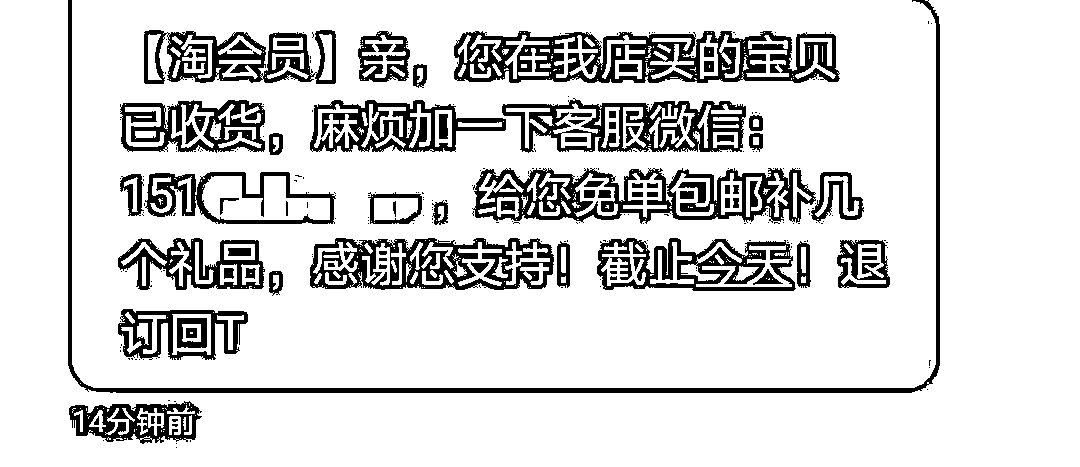 【淘会员】亲，您在我店买的宝贝
已收货，麻烦加一下客服微信：
151 ，给您免单包邮补几
个礼品，感谢您支持！截止今天！退
订回T
14分钟前